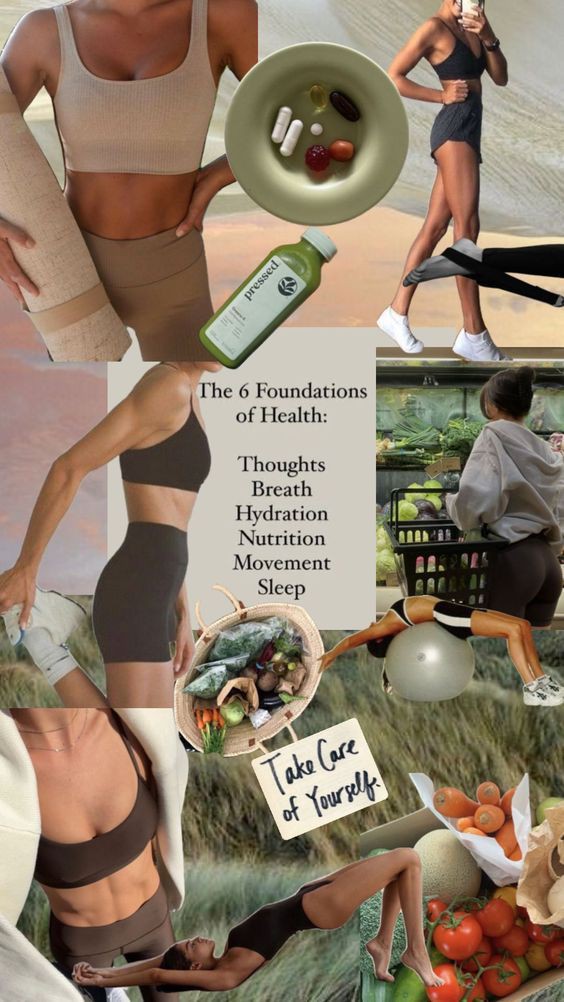 pressed
The 6 Foundations
of Health:
Thoughts
Breath
Hydration
Nutrition
Movement
Sleep
Take Care
of Yourself.